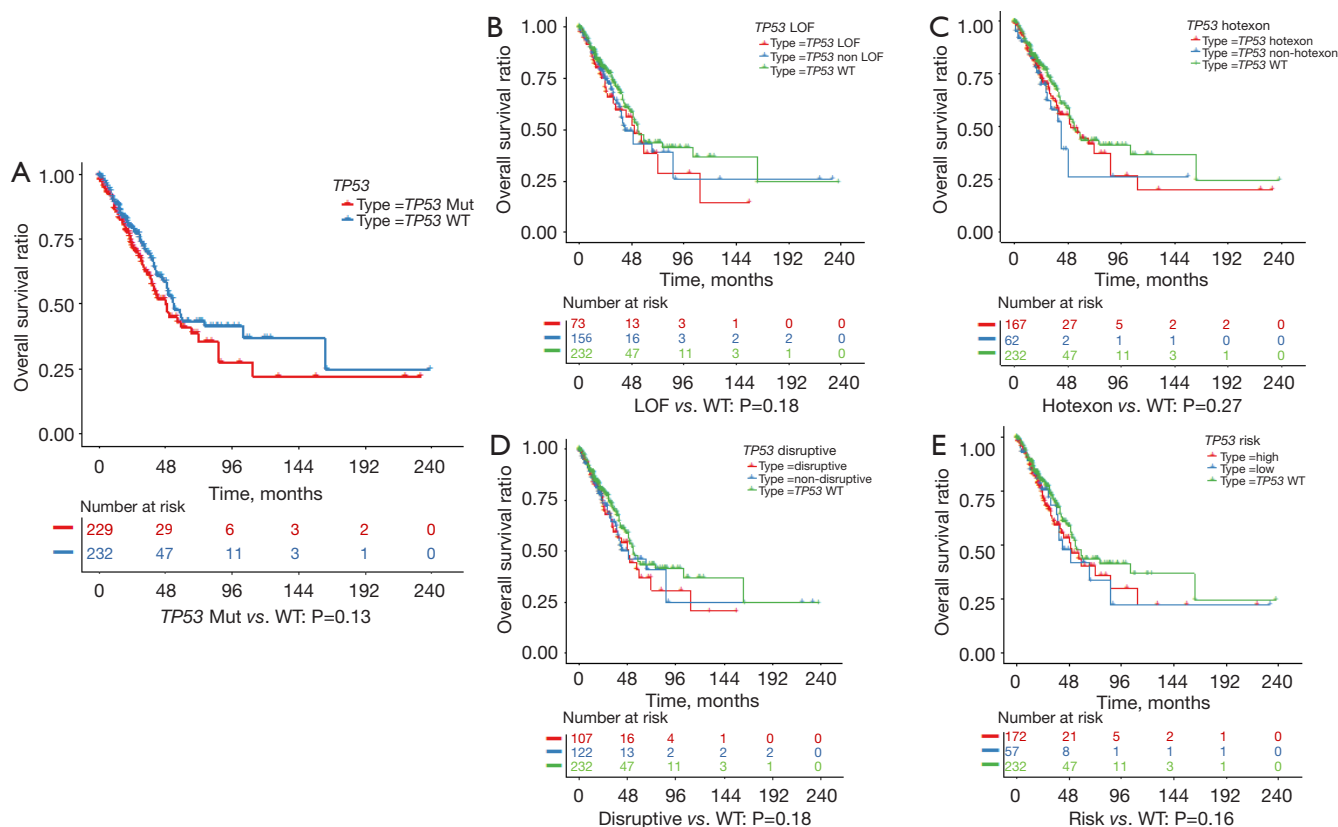 A
TP53
Type =TP53 Mut
Type =TP53 WT
Overall survival ratio
1.00
0.75
0.50
0.25
0.00
0 48 96 144 192 240
Time, months
229 29 6 3 2 0
232 47 11 3 1 0
0 48 96 144 192 240
TP53 Mut vs. WT: P=0.13
B
TP53 LOF
Type =TP53 LOF
Type =TP53 non LOF
Type =TP53 WT
Overall survival ratio
1.00
0.75
0.50
0.25
0.00
0 48 96 144 192 240
Time, months
Number at risk
73 13 3 1 0 0
156 16 3 2 2 0
232 47 11 3 1 0
0 48 96 144 192 240
LOF vs. WT: P=0.18
C
TP53 hotexon
Type =TP53 hotexon
Type =TP53 non-hotexon
Type =TP53 WT
Overall survival ratio
1.00
0.75
0.50
0.25
0.00
0 48 96 144 192 240
Time, months
Number at risk
167 27 5 2 2 0
62 2 1 1 0 0
232 47 11 3 1 0
0 48 96 144 192 240
Hotexon vs. WT: P=0.27
D
TP53 disruptive
Type =disruptive
Type =non-disruptive
Type =TP53 WT
Overall survival ratio
1.00
0.75
0.50
0.25
0.00
0 48 96 144 192 240
Time, months
Number at risk
107 16 4 1 0 0
122 13 2 2 2 0
232 47 11 3 1 0
0 48 96 144 192 240
Disruptive vs. WT: P=0.18
E
TP53 risk
Type =high
Type =low
Type =TP53 WT
Overall survival ratio
1.00
0.75
0.50
0.25
0.00
0 48 96 144 192 240
Time, months
Number at risk
172 21 5 2 1 0
57 8 1 1 1 0
232 47 11 3 1 0
0 48 96 144 192 240
Risk vs. WT: P=0.16